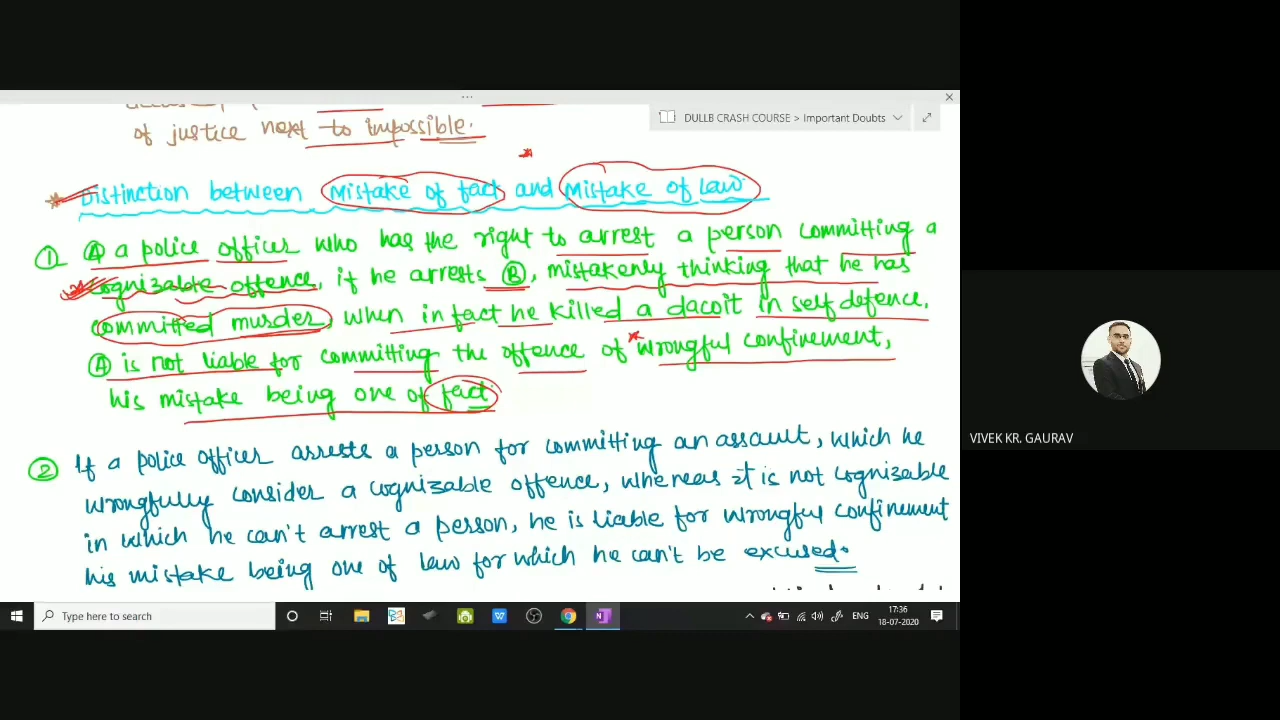 of justice next to impossible.
DULLB CRASH COURSE > Important Doubts
Distinction between Mistake of fact and Mistake of Law
① Ⓐ a police officer who has the right to arrest a person committing a
cognizable offence, if he arrests Ⓑ, mistakenly thinking that he has
committed murder, when in fact he killed a dacoit in self defence.
Ⓐ is not liable for committing the offence of wrongful confinement,
his mistake being one of fact.
② If a police officer arrests a person for committing an assault, which he
wrongfully consider a cognizable offence, whereas it is not cognizable
in which he can't arrest a person, he is liable for wrongful confinement
his mistake being one of law for which he can't be excused.
VIVEK KR. GAURAV
Type here to search
ENG
17:36
18-07-2020